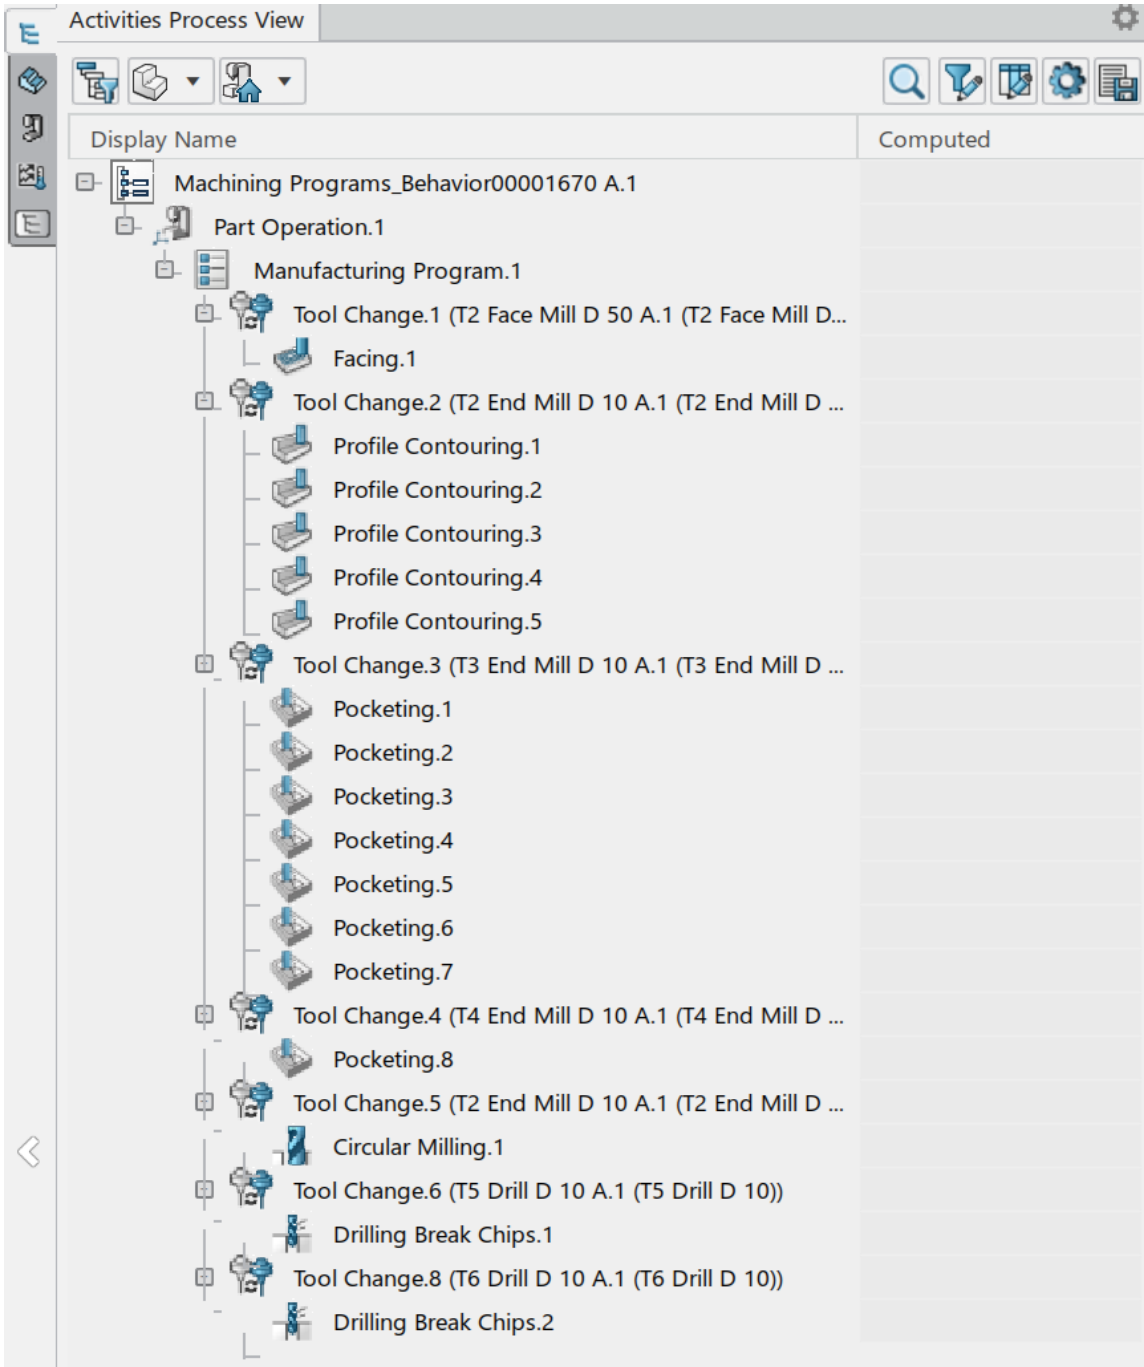 Activities Process View
Display Name Computed
Machining Programs_Behavior00001670 A.1
Part Operation.1
Manufacturing Program.1
Tool Change.1 (T2 Face Mill D 50 A.1 (T2 Face Mill D...
Facing.1
Tool Change.2 (T2 End Mill D 10 A.1 (T2 End Mill D ...
Profile Contouring.1
Profile Contouring.2
Profile Contouring.3
Profile Contouring.4
Profile Contouring.5
Tool Change.3 (T3 End Mill D 10 A.1 (T3 End Mill D ...
Pocketing.1
Pocketing.2
Pocketing.3
Pocketing.4
Pocketing.5
Pocketing.6
Pocketing.7
Tool Change.4 (T4 End Mill D 10 A.1 (T4 End Mill D ...
Pocketing.8
Tool Change.5 (T2 End Mill D 10 A.1 (T2 End Mill D ...
Circular Milling.1
Tool Change.6 (T5 Drill D 10 A.1 (T5 Drill D 10))
Drilling Break Chips.1
Tool Change.8 (T6 Drill D 10 A.1 (T6 Drill D 10))
Drilling Break Chips.2